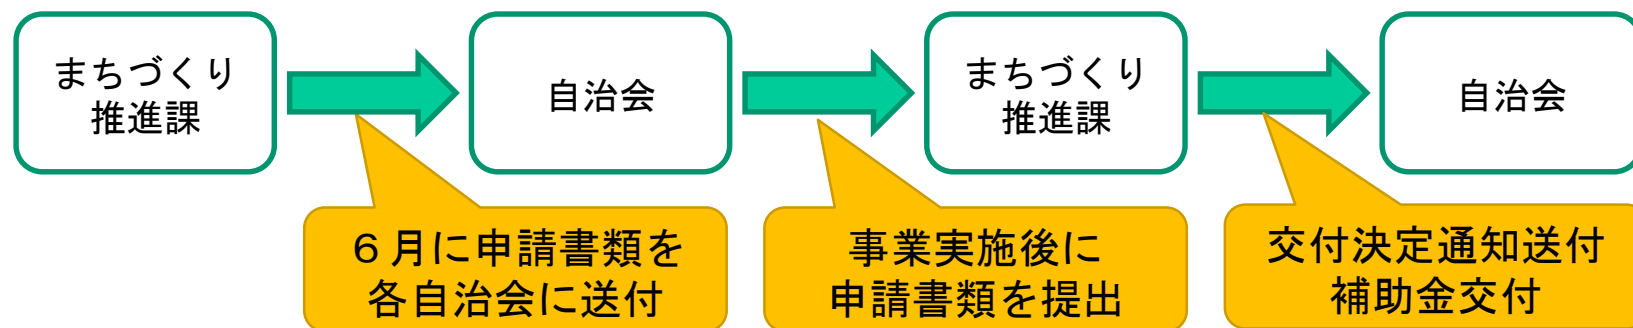 まちづくり
推進課
自治会
まちづくり
推進課
自治会
６月に申請書類を
各自治会に送付
事業実施後に
申請書類を提出
交付決定通知送付
補助金交付